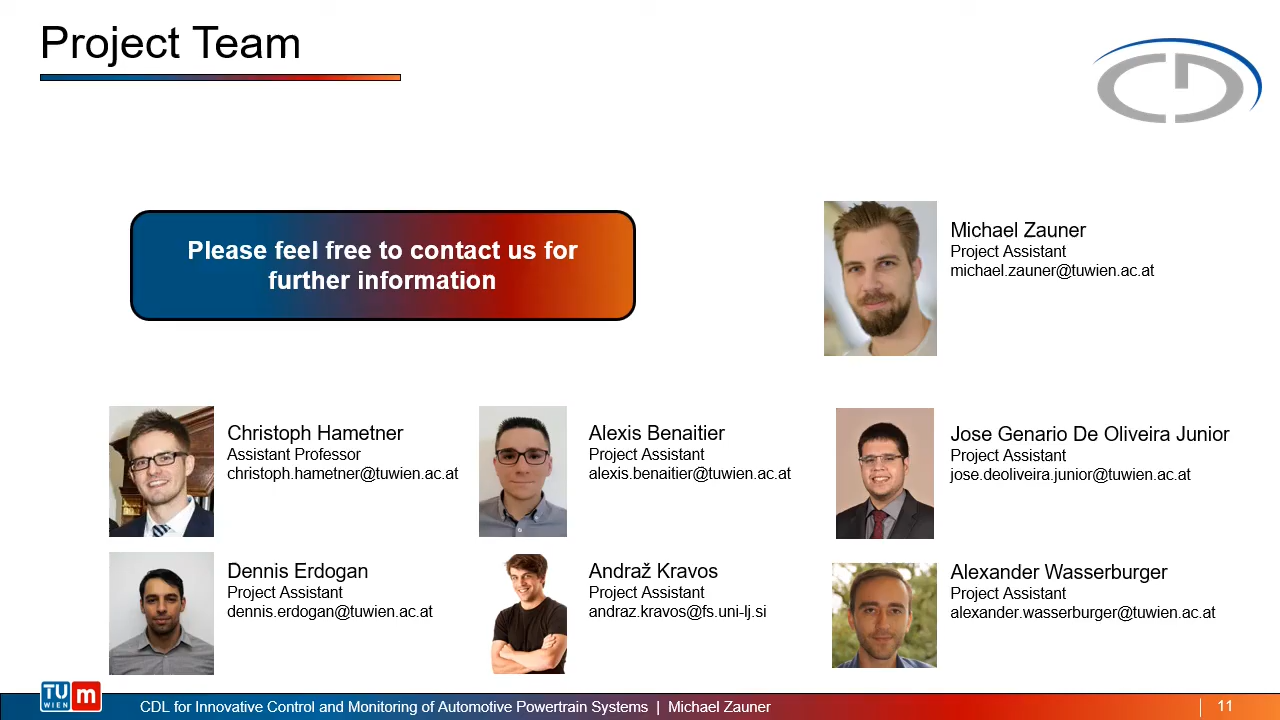 Project Team
Please feel free to contact us for
further information
Michael Zauner
Project Assistant
michael.zauner@tuwien.ac.at
Christoph Hametner
Assistant Professor
christoph.hametner@tuwien.ac.at
Alexis Benaitier
Project Assistant
alexis.benaitier@tuwien.ac.at
Jose Genario De Oliveira Junior
Project Assistant
jose.deoliveira.junior@tuwien.ac.at
Dennis Erdogan
Project Assistant
dennis.erdogan@tuwien.ac.at
Andraž Kravos
Project Assistant
andraz.kravos@fs.uni-lj.si
Alexander Wasserburger
Project Assistant
alexander.wasserburger@tuwien.ac.at
TU
WIEN
m
CDL for Innovative Control and Monitoring of Automotive Powertrain Systems | Michael Zauner
11